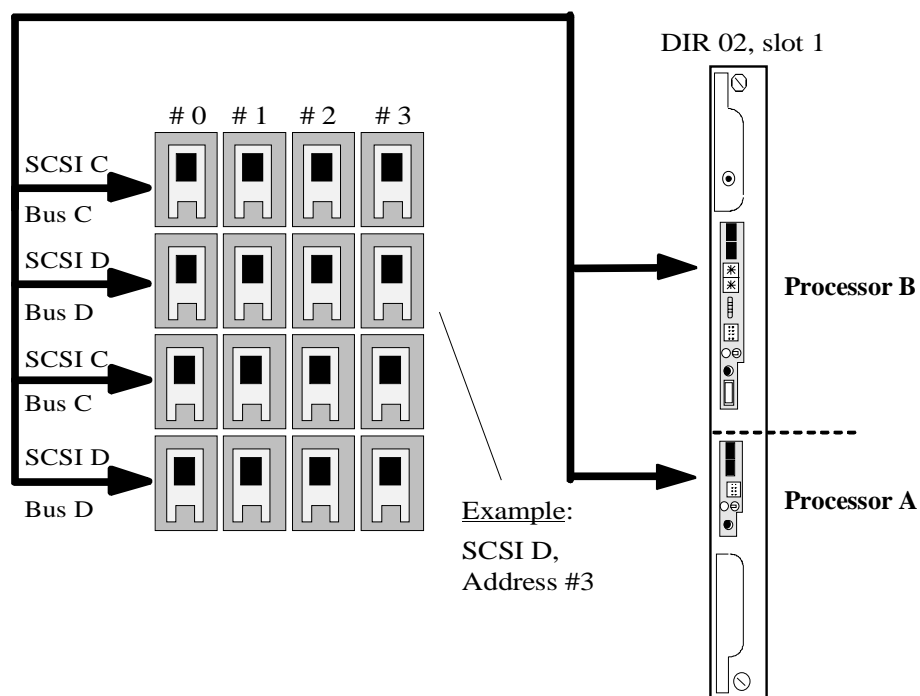 DIR 02, slot 1
# 0 # 1 # 2 # 3
SCSI C
Bus C
SCSI D
Bus D
SCSI C
Bus C
SCSI D
Bus D
Processor B
Processor A
Example:
SCSI D,
Address #3